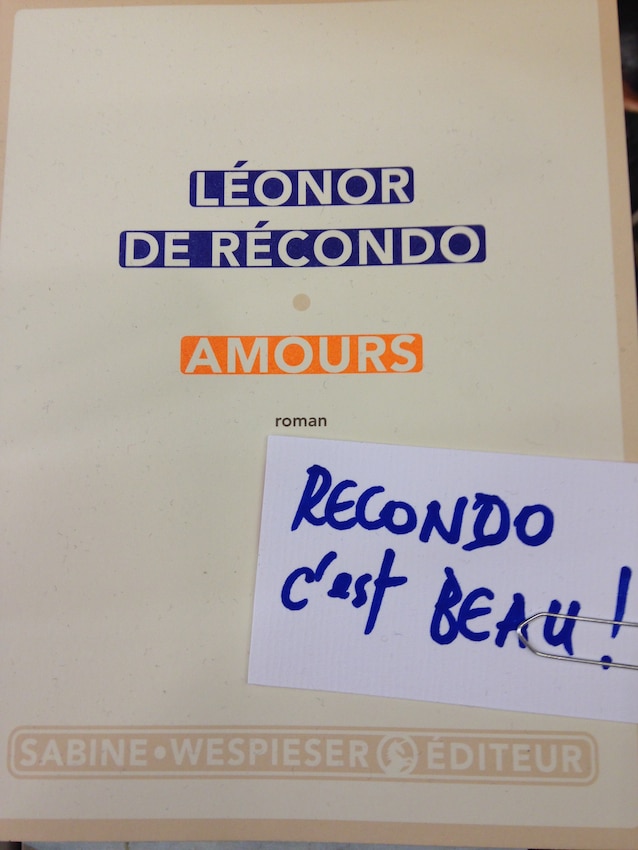 LÉONOR
DE RÉCONDO
AMOURS
roman
RECONDO
c'est BEAU !
SABINE • WESPIESER ÉDITEUR